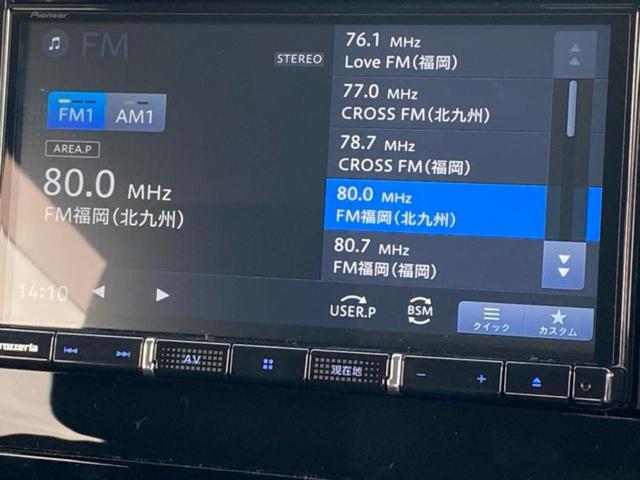 Pioneer
FM
STEREO
FM1
AM1
AREA.P
80.0 MHz
FM福岡(北九州)
14:10
76.1 MHz
Love FM(福岡)
77.0 MHz
CROSS FM(北九州)
78.7 MHz
CROSS FM(福岡)
80.0 MHz
FM福岡(北九州)
80.7 MHz
FM福岡(福岡)
USER.P
BSM
クイック
カスタム
rrozzeria
AV
現在地